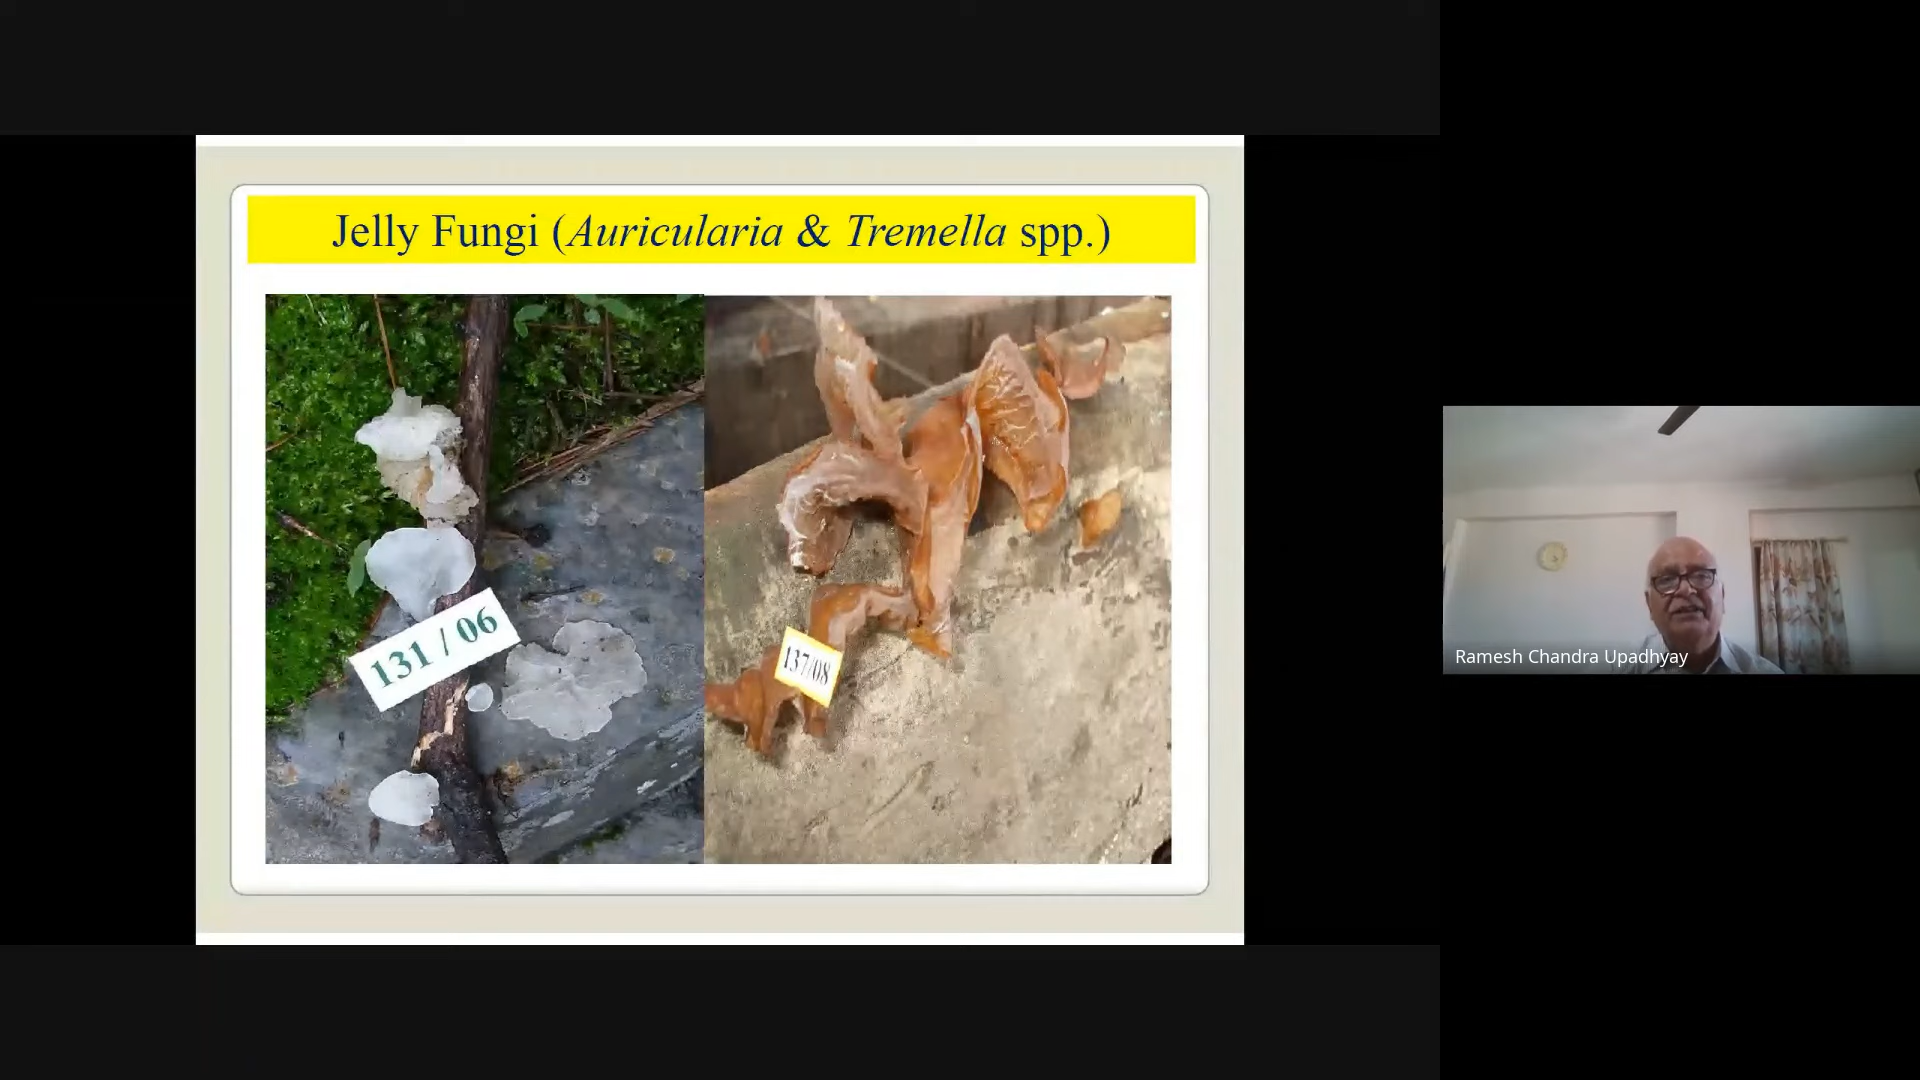 Jelly Fungi (Auricularia & Tremella spp.)
131 / 06
137/08
Ramesh Chandra Upadhyay